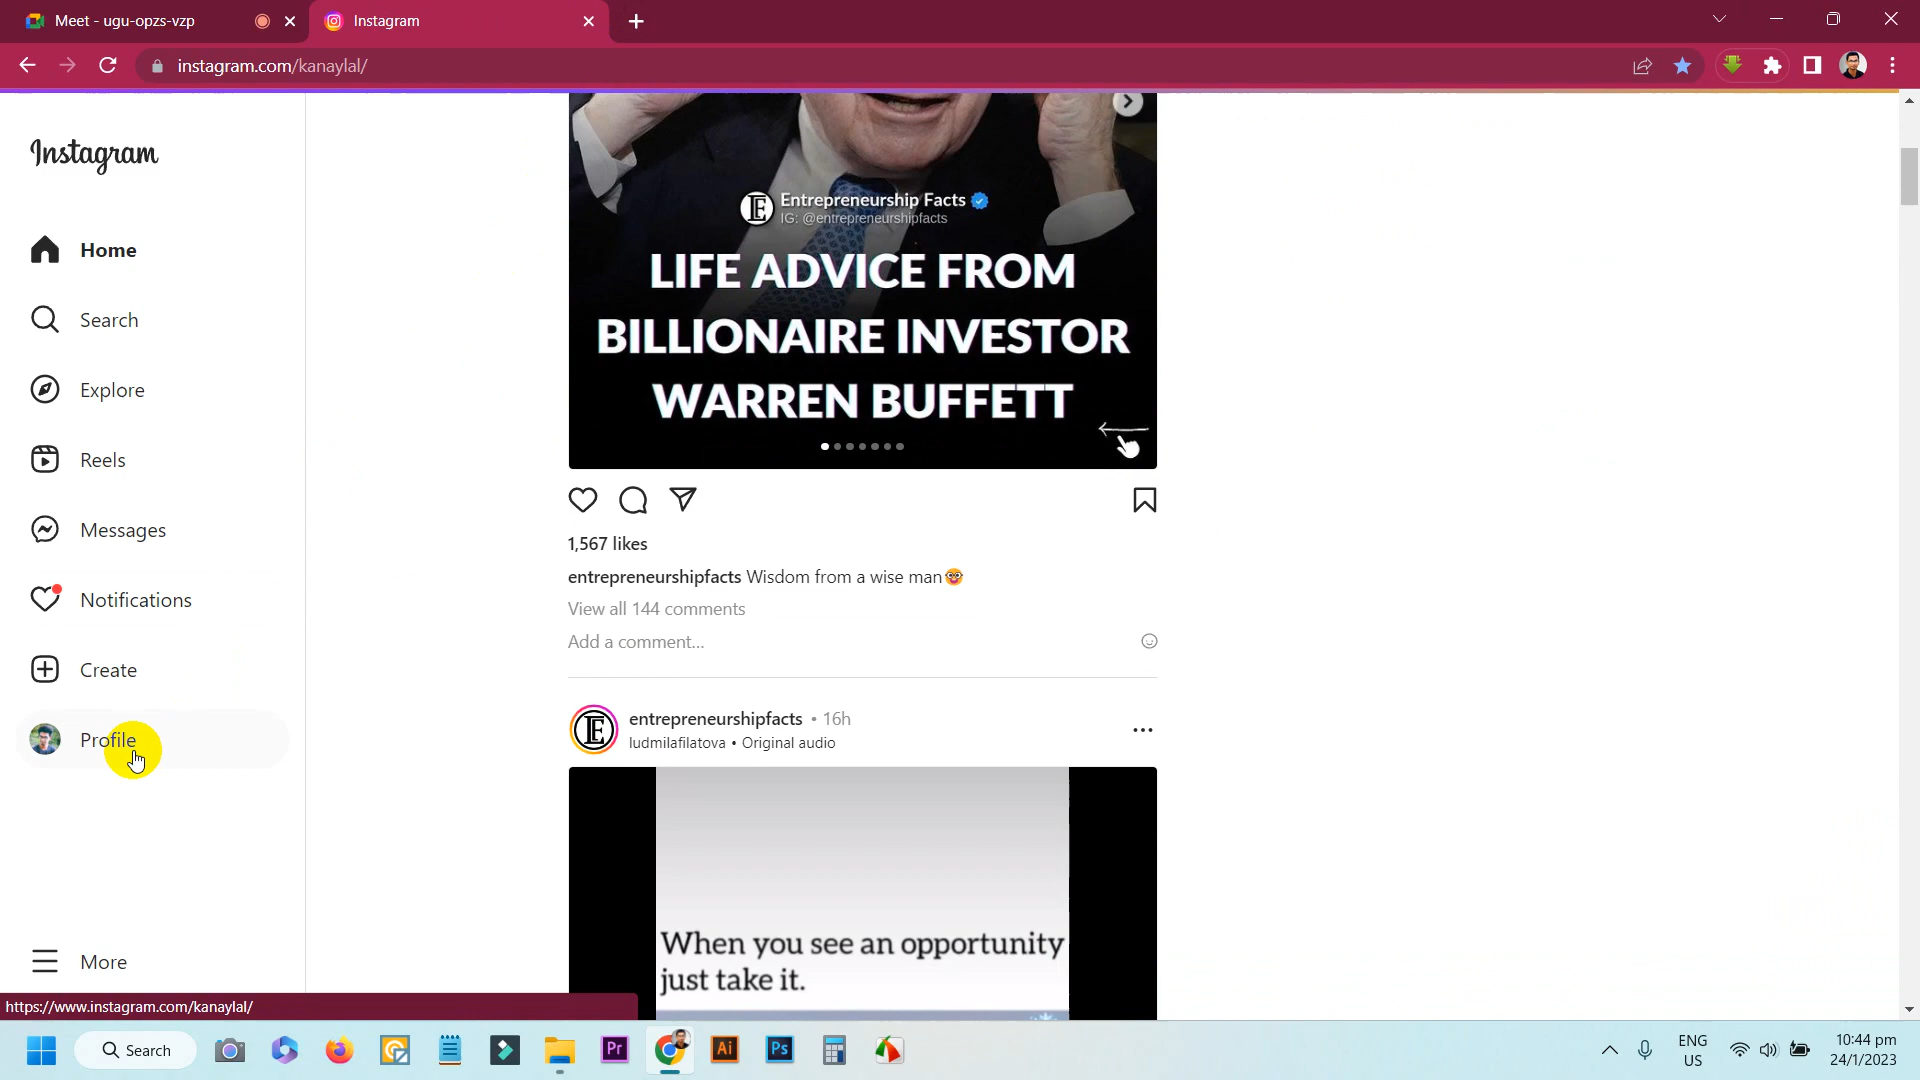 Meet - ugu-opzs-vzp
Instagram
instagram.com/kanaylal/
Instagram
Home
Search
Explore
Reels
Messages
Notifications
Create
Profile
More
https://www.instagram.com/kanaylal/
E Entrepreneurship Facts
IG: @entrepreneurshipfacts
LIFE ADVICE FROM
BILLIONAIRE INVESTOR
WARREN BUFFETT
1,567 likes
entrepreneurshipfacts Wisdom from a wise man🤓
View all 144 comments
Add a comment...
E entrepreneurshipfacts • 16h
ludmilafilatova • Original audio
When you see an opportunity
just take it.
Search
Pr
Ai
Ps
ENG
US
10:44 pm
24/1/2023